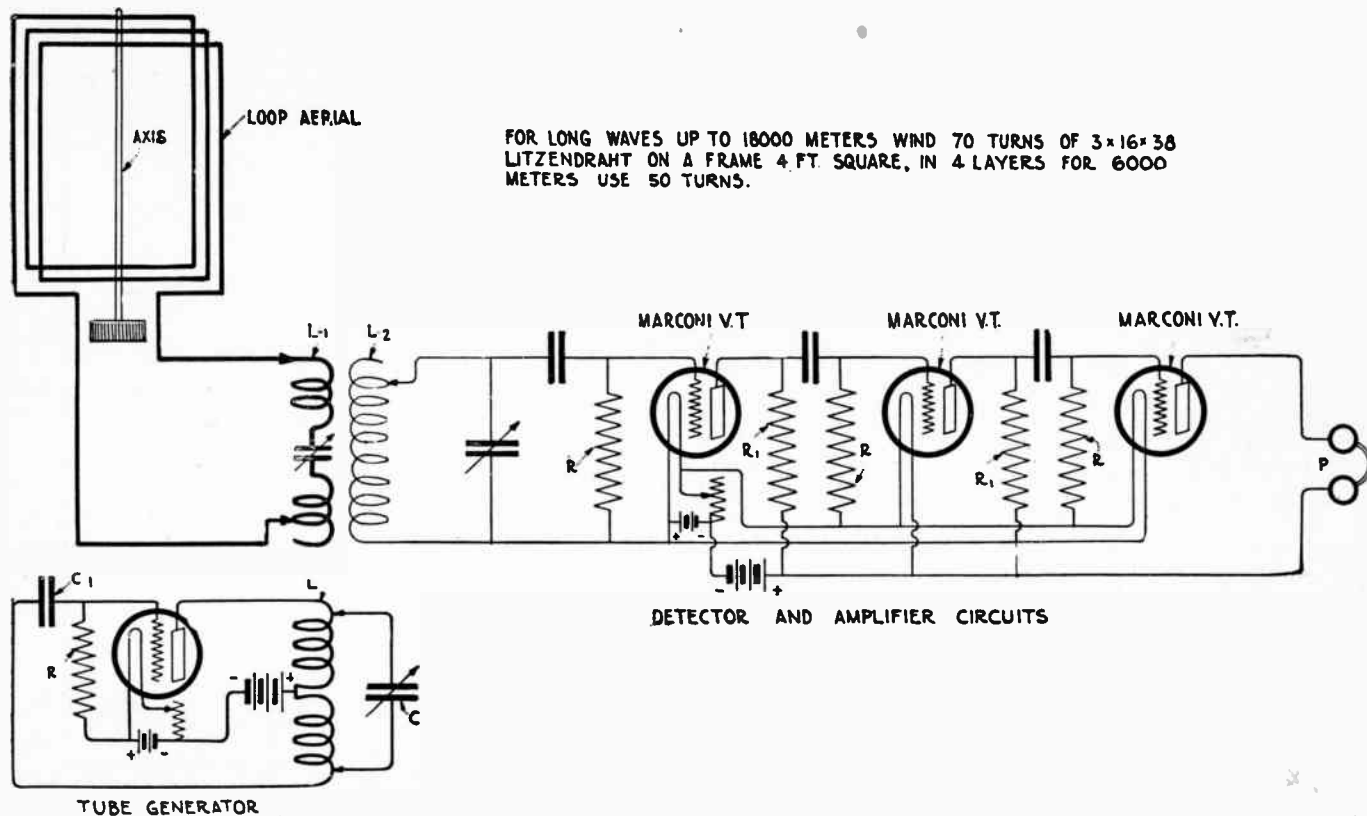 LOOP AERIAL
AXIS
FOR LONG WAVES UP TO 18000 METERS WIND 70 TURNS OF 3×16×38
LITZENDRAHT ON A FRAME 4 FT. SQUARE, IN 4 LAYERS FOR 6000
METERS USE 50 TURNS.
L-1
L-2
MARCONI V.T
MARCONI V.T.
MARCONI V.T.
R
R1
R
R1
R
P
+ -
- +
DETECTOR AND AMPLIFIER CIRCUITS
C1
L
R
- +
C
+ -
TUBE GENERATOR